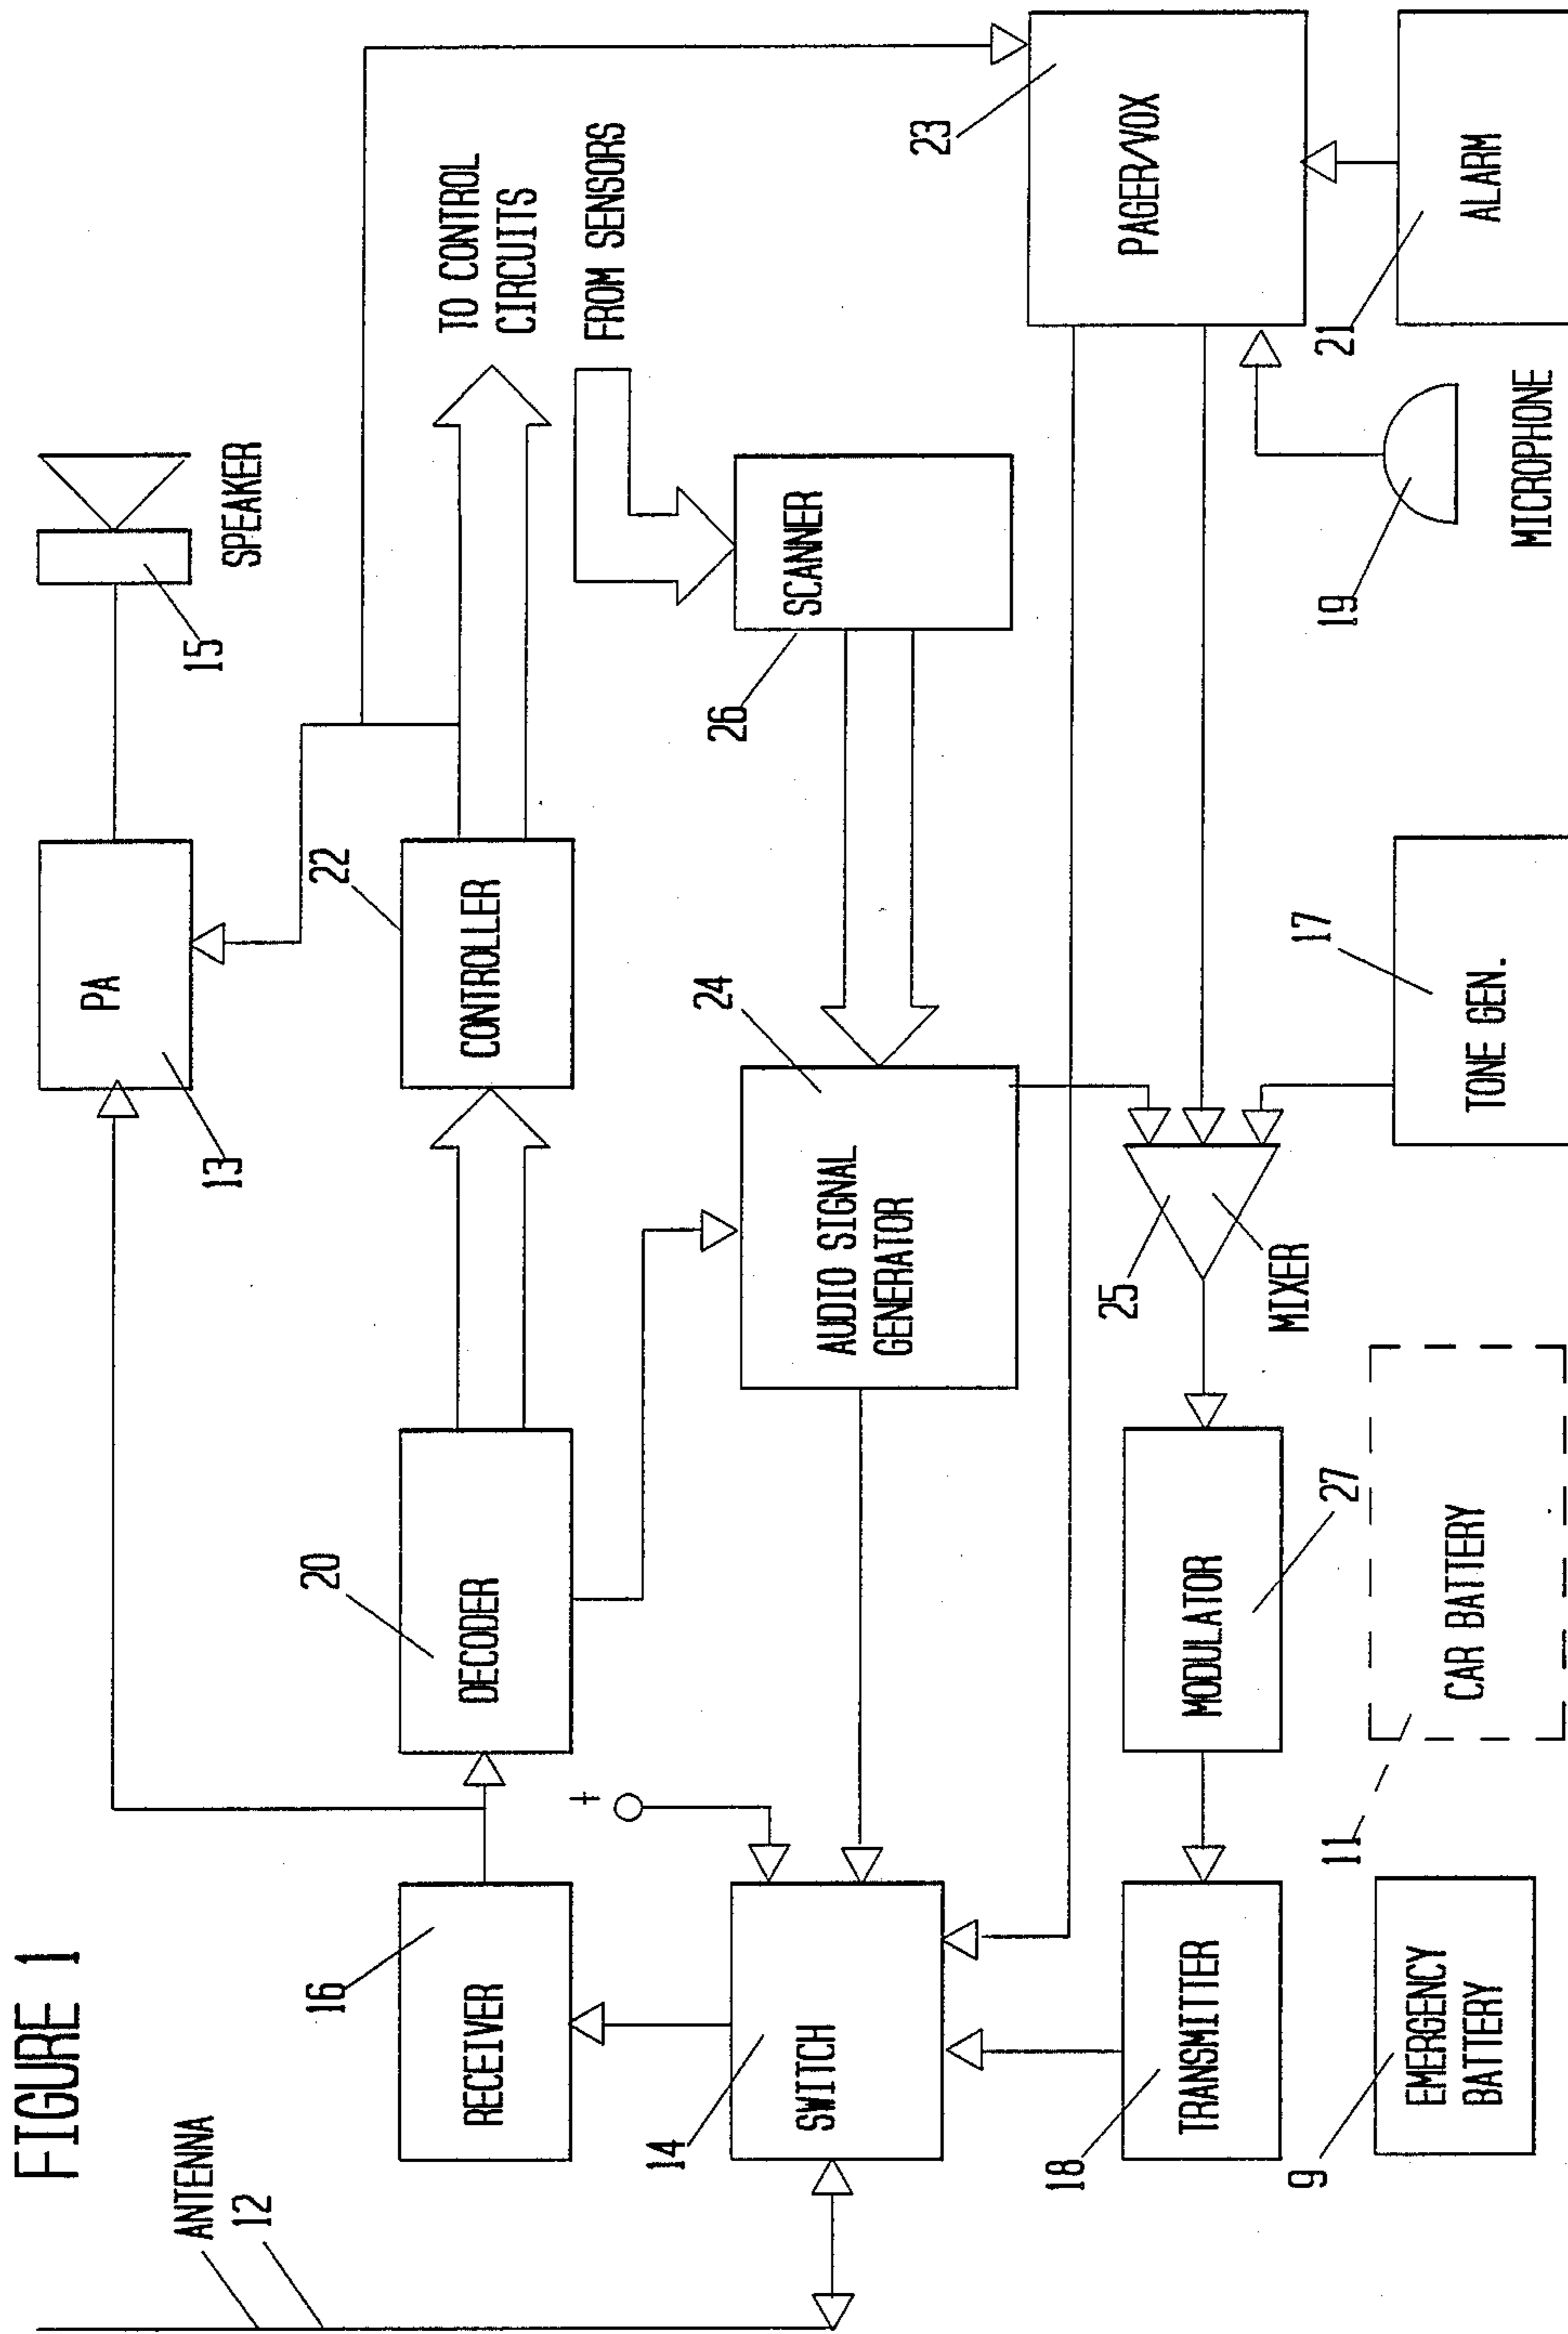 FIGURE 1
ANTENNA
12
RECEIVER
16
DECODER
20
CONTROLLER
22
PA
13
SPEAKER
15
TO CONTROL
CIRCUITS
FROM SENSORS
SWITCH
14
+
AUDIO SIGNAL
GENERATOR
24
SCANNER
26
PAGER/VOX
23
TRANSMITTER
18
MODULATOR
27
MIXER
25
TONE GEN.
17
MICROPHONE
19
ALARM
21
EMERGENCY
BATTERY
9
CAR BATTERY
11